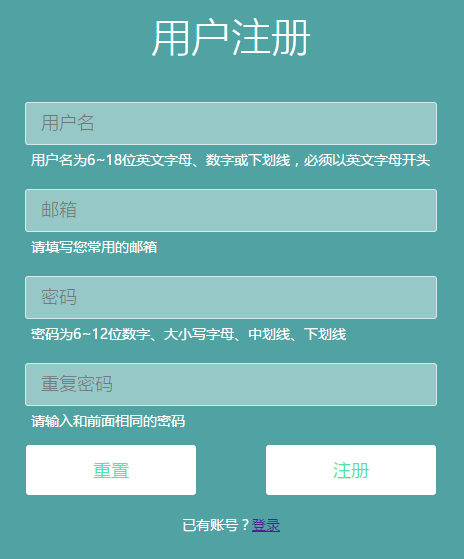 用户注册
用户名
用户名为6~18位英文字母、数字或下划线，必须以英文字母开头
邮箱
请填写您常用的邮箱
密码
密码为6~12位数字、大小写字母、中划线、下划线
重复密码
请输入和前面相同的密码
重置 注册
已有账号？登录